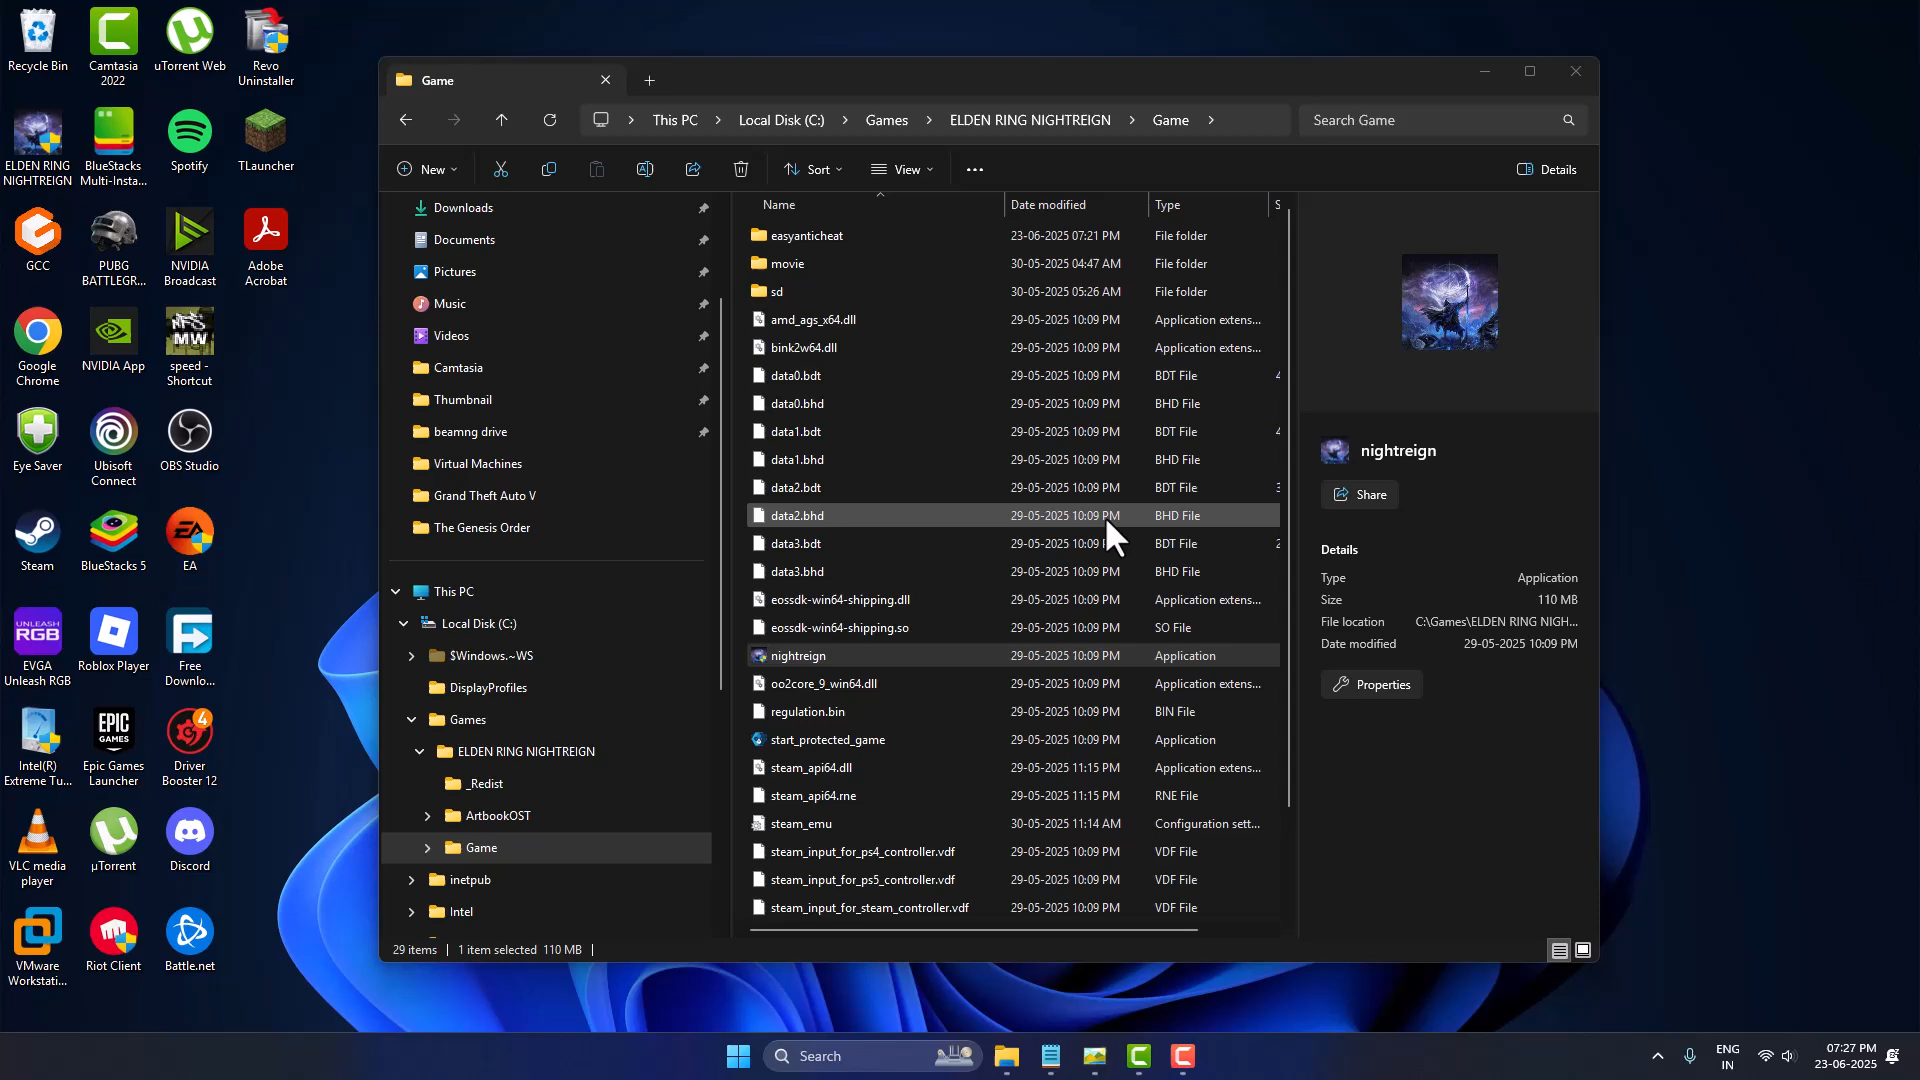 Recycle Bin
Camtasia
2022
uTorrent Web
Revo
Uninstaller
ELDEN RING
NIGHTREIGN
BlueStacks
Multi-Insta...
Spotify
TLauncher
GCC
PUBG
BATTLEGR...
NVIDIA
Broadcast
Adobe
Acrobat
Google
Chrome
NVIDIA App
NFS
MW
speed -
Shortcut
Eye Saver
Ubisoft
Connect
OBS Studio
Steam
BlueStacks 5
EA
EA
UNLEASH
RGB
EVGA
Unleash RGB
Roblox Player
Free
Downlo...
Intel(R)
Extreme Tu...
EPIC
GAMES
Epic Games
Launcher
4
Driver
Booster 12
VLC media
player
µTorrent
Discord
VMware
Workstati...
Riot Client
Battle.net
Game
This PC
Local Disk (C:)
Games
ELDEN RING NIGHTREIGN
Game
Search Game
New
Sort
View
Details
Downloads
Documents
Pictures
Music
Videos
Camtasia
Thumbnail
beamng drive
Virtual Machines
Grand Theft Auto V
The Genesis Order
This PC
Local Disk (C:)
$Windows.~WS
DisplayProfiles
Games
ELDEN RING NIGHTREIGN
_Redist
ArtbookOST
Game
inetpub
Intel
Name Date modified Type S
easyanticheat 23-06-2025 07:21 PM File folder
movie 30-05-2025 04:47 AM File folder
sd 30-05-2025 05:26 AM File folder
amd_ags_x64.dll 29-05-2025 10:09 PM Application extens...
bink2w64.dll 29-05-2025 10:09 PM Application extens...
data0.bdt 29-05-2025 10:09 PM BDT File 4
data0.bhd 29-05-2025 10:09 PM BHD File
data1.bdt 29-05-2025 10:09 PM BDT File 4
data1.bhd 29-05-2025 10:09 PM BHD File
data2.bdt 29-05-2025 10:09 PM BDT File 3
data2.bhd 29-05-2025 10:09 PM BHD File
data3.bdt 29-05-2025 10:09 PM BDT File 2
data3.bhd 29-05-2025 10:09 PM BHD File
eossdk-win64-shipping.dll 29-05-2025 10:09 PM Application extens...
eossdk-win64-shipping.so 29-05-2025 10:09 PM SO File
nightreign 29-05-2025 10:09 PM Application
oo2core_9_win64.dll 29-05-2025 10:09 PM Application extens...
regulation.bin 29-05-2025 10:09 PM BIN File
start_protected_game 29-05-2025 10:09 PM Application
steam_api64.dll 29-05-2025 11:15 PM Application extens...
steam_api64.rne 29-05-2025 11:15 PM RNE File
steam_emu 30-05-2025 11:14 AM Configuration sett...
steam_input_for_ps4_controller.vdf 29-05-2025 10:09 PM VDF File
steam_input_for_ps5_controller.vdf 29-05-2025 10:09 PM VDF File
steam_input_for_steam_controller.vdf 29-05-2025 10:09 PM VDF File
nightreign
Share
Details
Type Application
Size 110 MB
File location C:\Games\ELDEN RING NIGH...
Date modified 29-05-2025 10:09 PM
Properties
29 items 1 item selected 110 MB
Search
ENG
IN
07:27 PM
23-06-2025